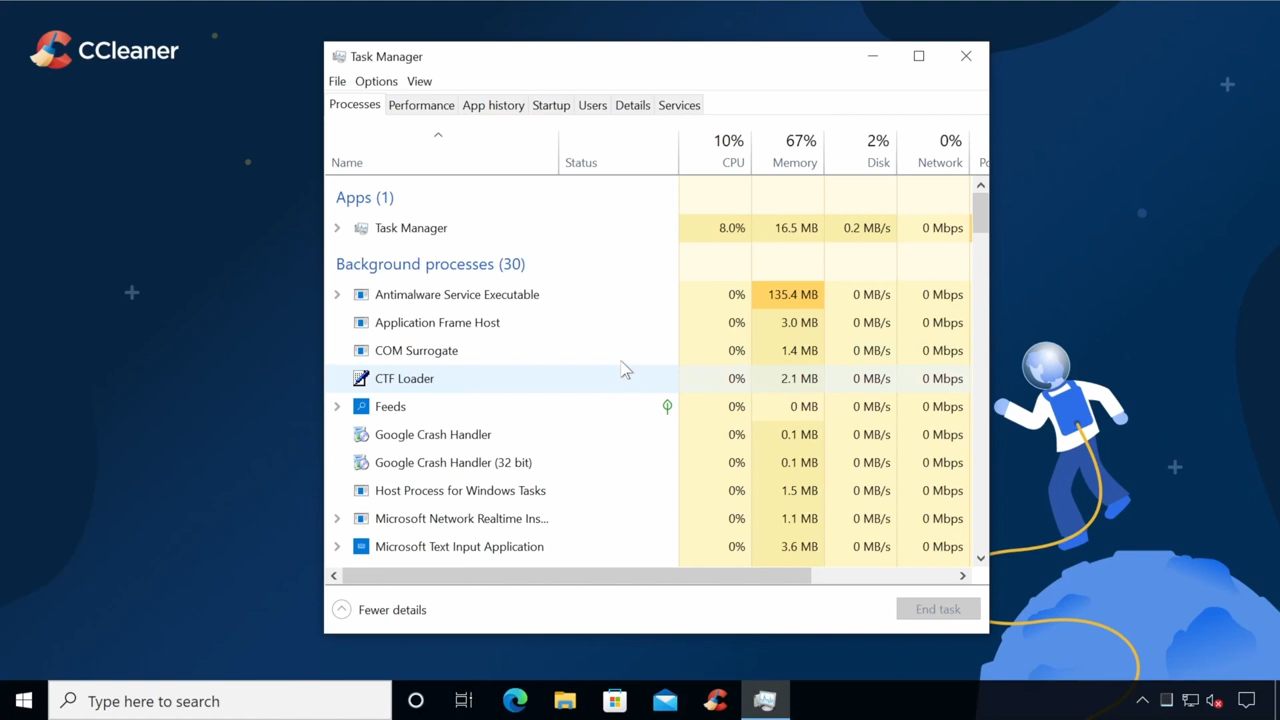 CCleaner
Task Manager
File Options View
Processes Performance App history Startup Users Details Services
10% 67% 2% 0%
Name Status CPU Memory Disk Network
Apps (1)
Task Manager 8.0% 16.5 MB 0.2 MB/s 0 Mbps
Background processes (30)
Antimalware Service Executable 0% 135.4 MB 0 MB/s 0 Mbps
Application Frame Host 0% 3.0 MB 0 MB/s 0 Mbps
COM Surrogate 0% 1.4 MB 0 MB/s 0 Mbps
CTF Loader 0% 2.1 MB 0 MB/s 0 Mbps
Feeds 0% 0 MB 0 MB/s 0 Mbps
Google Crash Handler 0% 0.1 MB 0 MB/s 0 Mbps
Google Crash Handler (32 bit) 0% 0.1 MB 0 MB/s 0 Mbps
Host Process for Windows Tasks 0% 1.5 MB 0 MB/s 0 Mbps
Microsoft Network Realtime Ins... 0% 1.1 MB 0 MB/s 0 Mbps
Microsoft Text Input Application 0% 3.6 MB 0 MB/s 0 Mbps
Fewer details End task
Type here to search